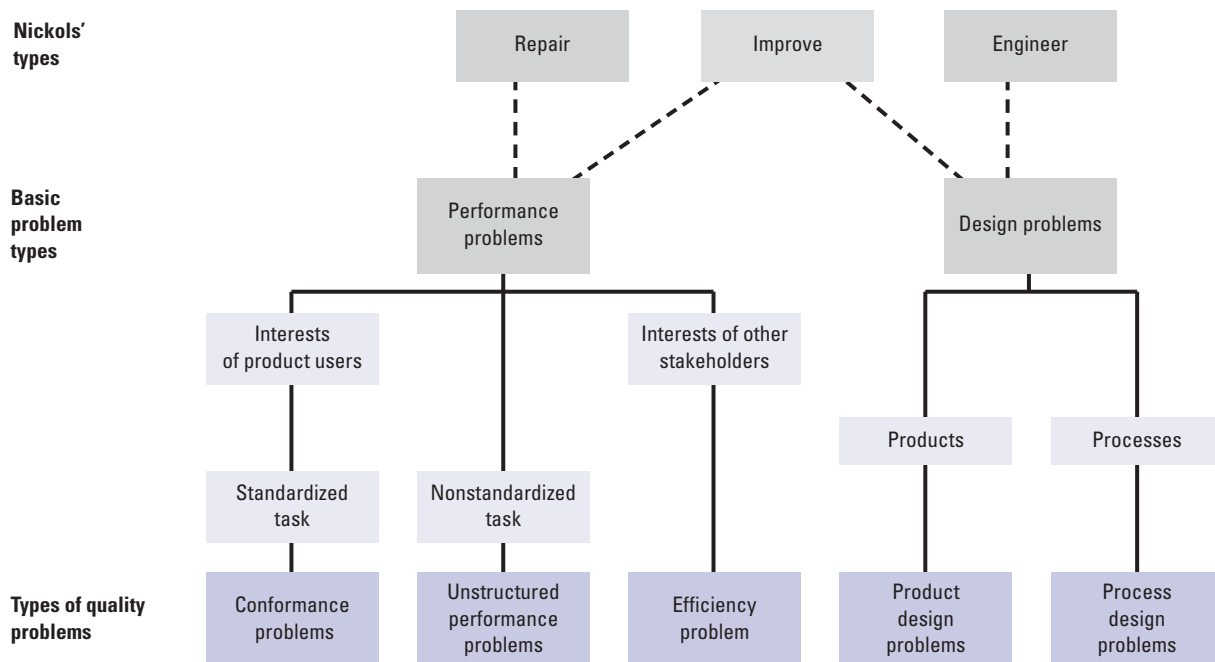 Nickols’
types
Repair
Improve
Engineer
Basic
problem
types
Performance
problems
Design problems
Interests
of product users
Interests of other
stakeholders
Products
Processes
Standardized
task
Nonstandardized
task
Types of quality
problems
Conformance
problems
Unstructured
performance
problems
Efficiency
problem
Product
design
problems
Process
design
problems